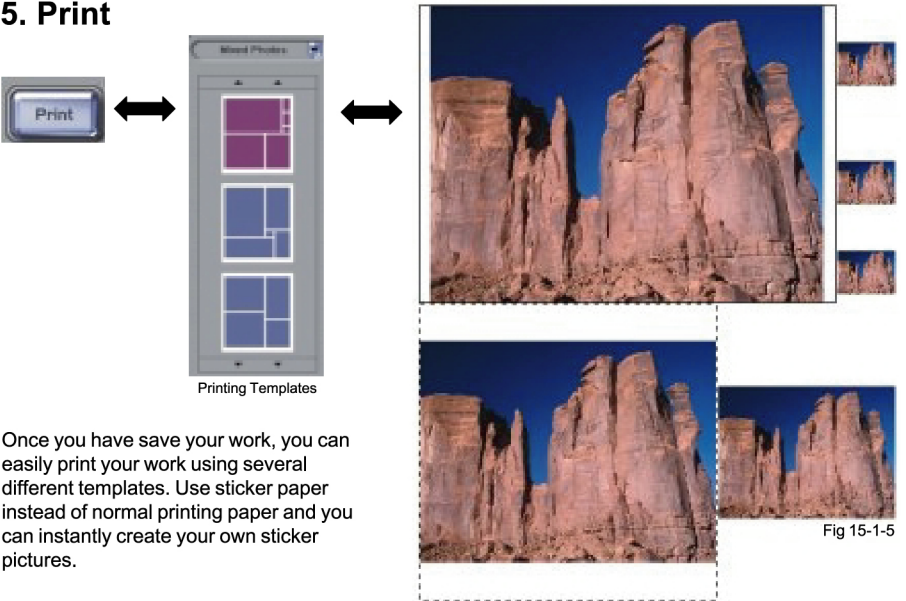 5. Print
Mixed Photos
Print
Printing Templates
Once you have save your work, you can
easily print your work using several
different templates. Use sticker paper
instead of normal printing paper and you
can instantly create your own sticker
pictures.
Fig 15-1-5